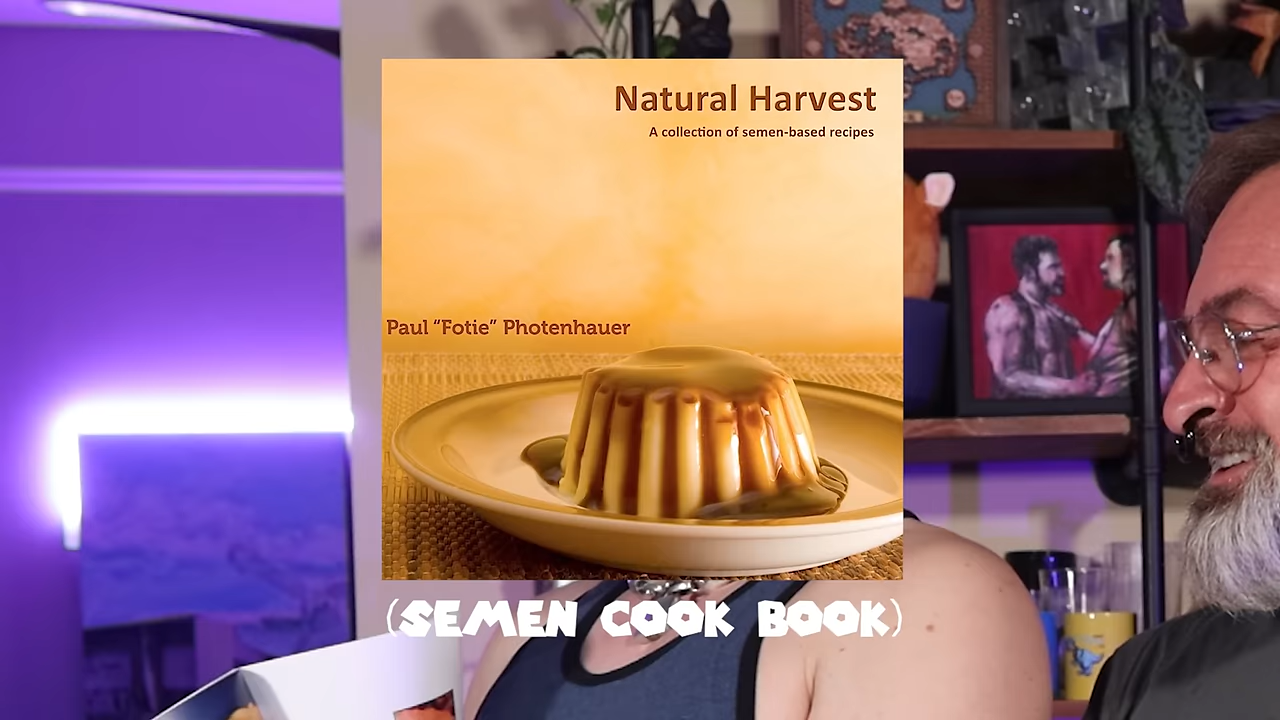 Natural Harvest
A collection of semen-based recipes
Paul “Fotie” Photenhauer
(SEMEN COOK BOOK)